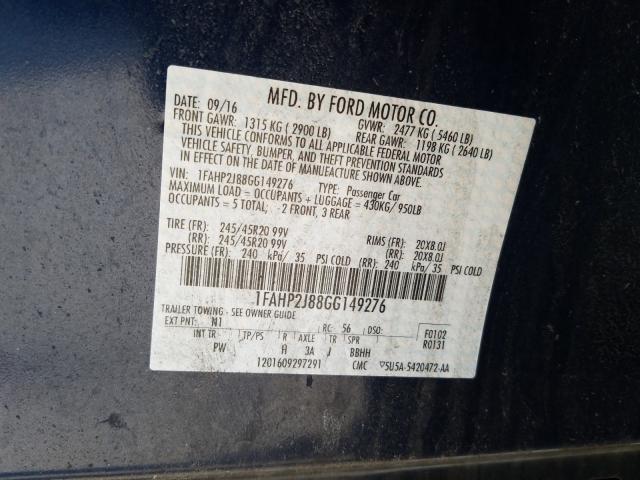 MFD. BY FORD MOTOR CO.
DATE: 09/16 GVWR: 2477 KG ( 5460 LB)
FRONT GAWR: 1315 KG ( 2900 LB) REAR GAWR: 1198 KG ( 2640 LB)
THIS VEHICLE CONFORMS TO ALL APPLICABLE FEDERAL MOTOR
VEHICLE SAFETY, BUMPER, AND THEFT PREVENTION STANDARDS
IN EFFECT ON THE DATE OF MANUFACTURE SHOWN ABOVE.
VIN: 1FAHP2J88GG149276 TYPE: Passenger Car
MAXIMUM LOAD = OCCUPANTS + LUGGAGE = 430KG/ 950LB
OCCUPANTS = 5 TOTAL; -2 FRONT, 3 REAR
TIRE (FR): 245/45R20 99V RIMS (FR): 20X8.0J
(RR): 245/45R20 99V (RR): 20X8.0J
PRESSURE (FR): 240 kPa/ 35 PSI COLD (RR): 240 kPa/ 35 PSI COLD
1FAHP2J88GG149276
TRAILER TOWING - SEE OWNER GUIDE
EXT PNT: N1 RC: 56 DSO: F0102
R0131
INT TR TP/PS R AXLE TR SPR
PW H 3A J BBHH
1201609297291 CMC ▽5U5A-5420472-AA